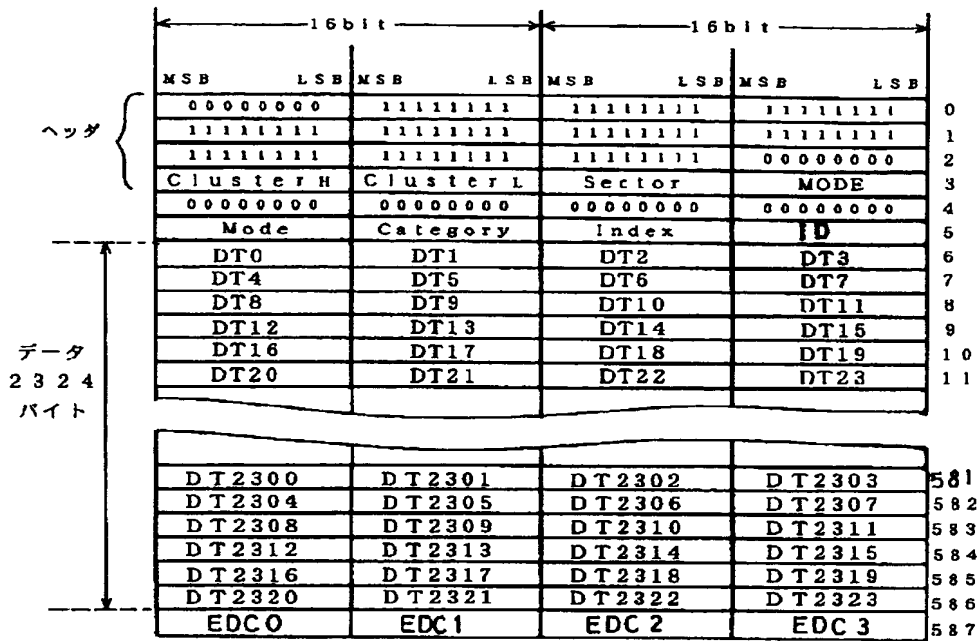 16bit 16bit
MSB LSB MSB LSB MSB LSB MSB LSB
00000000 11111111 11111111 11111111 0
ヘッダ
11111111 11111111 11111111 11111111 1
11111111 11111111 11111111 00000000 2
ClusterH ClusterL Sector MODE 3
00000000 00000000 00000000 00000000 4
Mode Category Index ID 5
DT0 DT1 DT2 DT3 6
DT4 DT5 DT6 DT7 7
DT8 DT9 DT10 DT11 8
DT12 DT13 DT14 DT15 9
DT16 DT17 DT18 DT19 10
DT20 DT21 DT22 DT23 11
データ
2324
バイト
DT2300 DT2301 DT2302 DT2303 581
DT2304 DT2305 DT2306 DT2307 582
DT2308 DT2309 DT2310 DT2311 583
DT2312 DT2313 DT2314 DT2315 584
DT2316 DT2317 DT2318 DT2319 585
DT2320 DT2321 DT2322 DT2323 586
EDC0 EDC1 EDC2 EDC3 587